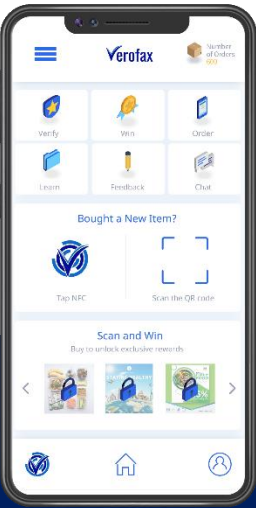 Verofax
Number
of Orders
600
Verify
Win
Order
Learn
Feedback
Chat
Bought a New Item?
Tap NFC
Scan the QR code
Scan and Win
Buy to unlock exclusive rewards